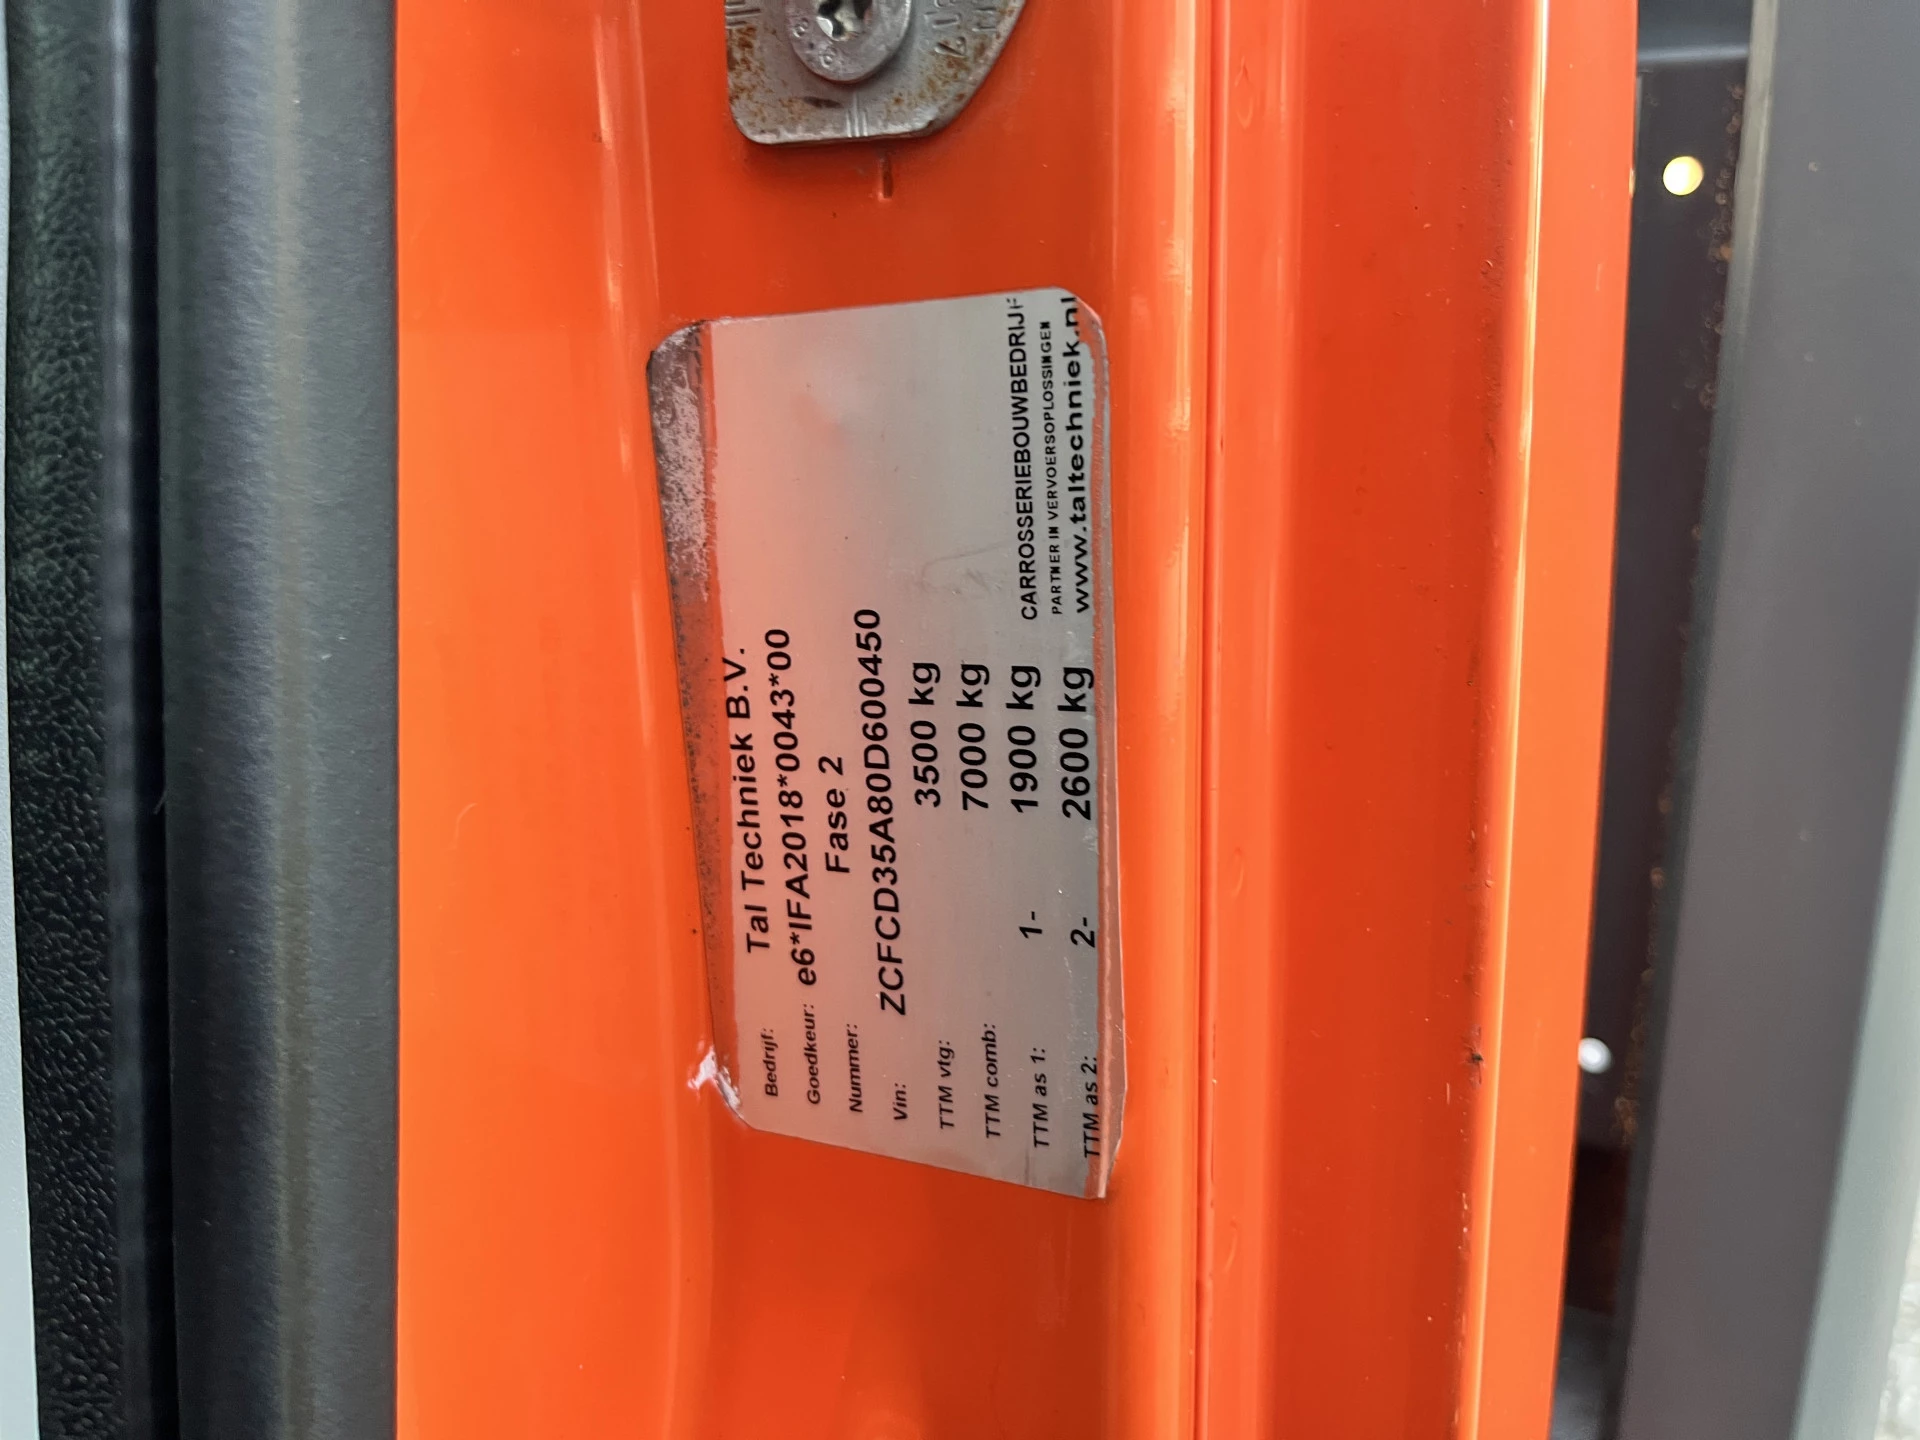 Bedrijf: Tal Techniek B.V.
Goedkeur: e6*IFA2018*0043*00
Nummer: Fase 2
Vin: ZCFCD35A80D600450
TTM vtg: 3500 kg
TTM comb: 7000 kg
TTM as 1: 1- 1900 kg
TTM as 2: 2- 2600 kg
CARROSSERIEBOUWBEDRIJF
PARTNER IN VERVOERSOPLOSSINGEN
www.taltechniek.nl